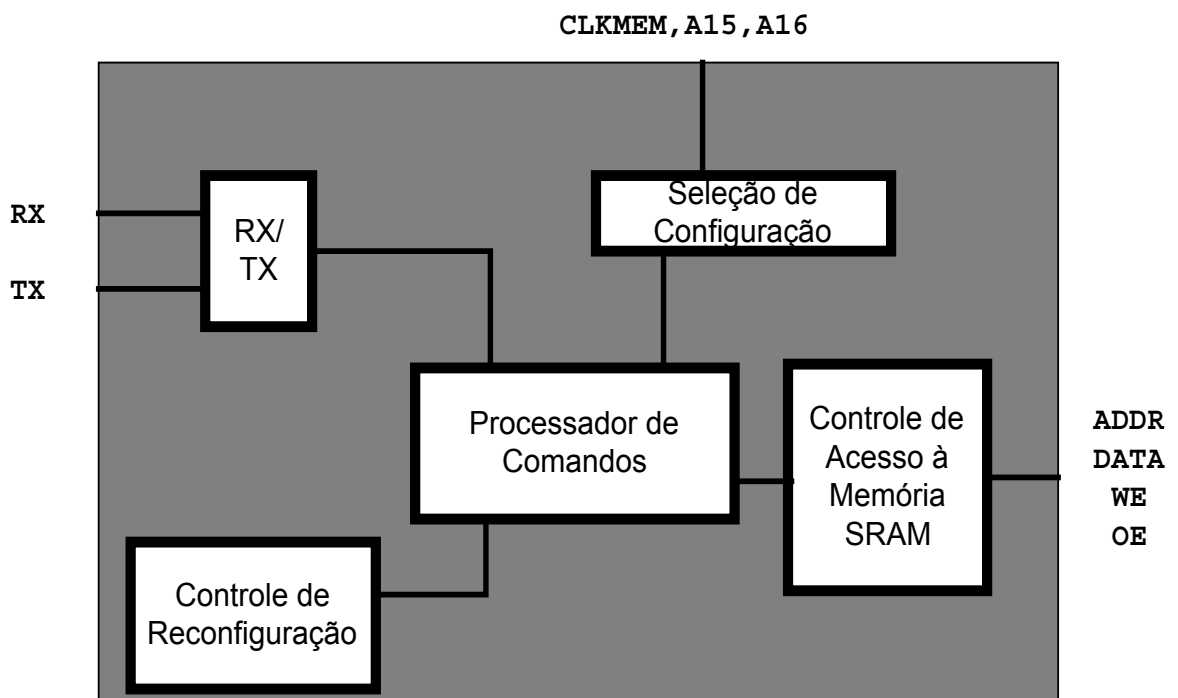 CLKMEM,A15,A16
Seleção de
Configuração
RX
TX
RX/
TX
Processador de
Comandos
Controle de
Acesso à
Memória
SRAM
ADDR
DATA
WE
OE
Controle de
Reconfiguração